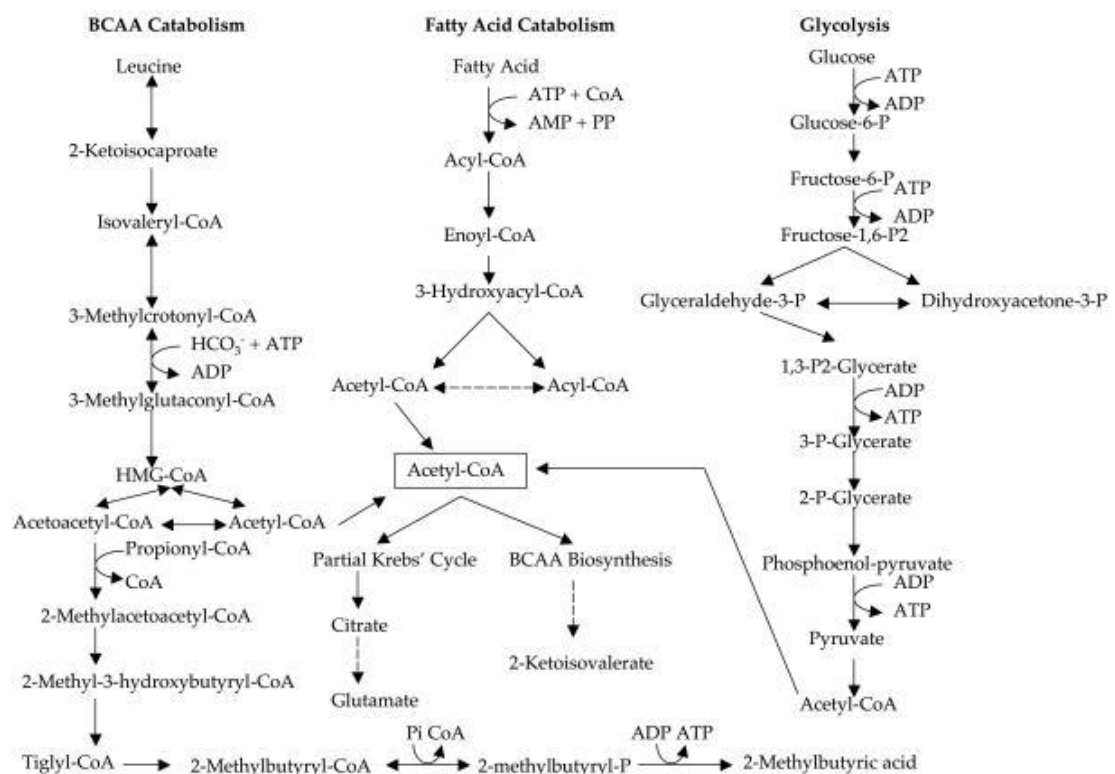 BCAA Catabolism
Leucine
2-Ketoisocaproate
Isovaleryl-CoA
3-Methylcrotonyl-CoA
HCO3- + ATP
ADP
3-Methylglutaconyl-CoA
HMG-CoA
Acetoacetyl-CoA
Acetyl-CoA
Propionyl-CoA
CoA
2-Methylacetoacetyl-CoA
2-Methyl-3-hydroxybutyryl-CoA
Tiglyl-CoA
2-Methylbutyryl-CoA
Pi CoA
2-methylbutyryl-P
ADP ATP
2-Methylbutyric acid
Fatty Acid Catabolism
Fatty Acid
ATP + CoA
AMP + PP
Acyl-CoA
Enoyl-CoA
3-Hydroxyacyl-CoA
Acetyl-CoA
Acyl-CoA
Acetyl-CoA
Partial Krebs' Cycle
BCAA Biosynthesis
Citrate
2-Ketoisovalerate
Glutamate
Glycolysis
Glucose
ATP
ADP
Glucose-6-P
Fructose-6-P
ATP
ADP
Fructose-1,6-P2
Glyceraldehyde-3-P
Dihydroxyacetone-3-P
1,3-P2-Glycerate
ADP
ATP
3-P-Glycerate
2-P-Glycerate
Phosphoenol-pyruvate
ADP
ATP
Pyruvate
Acetyl-CoA